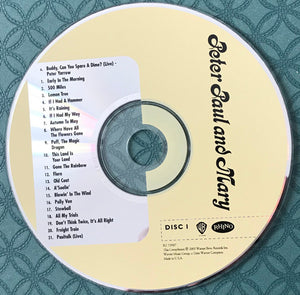 Peter Paul and Mary
4. Buddy, Can You Spare A Dime? (Live) -
Peter Yarrow
1. Early In The Morning
2. 500 Miles
3. Lemon Tree
4. If I Had A Hammer
5. It's Raining
6. If I Had My Way
7. Autumn To May
8. Where Have All
The Flowers Gone
9. Puff, The Magic
Dragon
10. This Land Is
Your Land
11. Gone The Rainbow
12. Flora
13. Old Coat
14. A'Soulin'
15. Blowin' In The Wind
16. Polly Von
17. Stewball
18. All My Trials
19. Don't Think Twice, It's All Right
20. Freight Train
21. Paultalk (Live)
DISC 1
RHINO
Made in U.S.A.